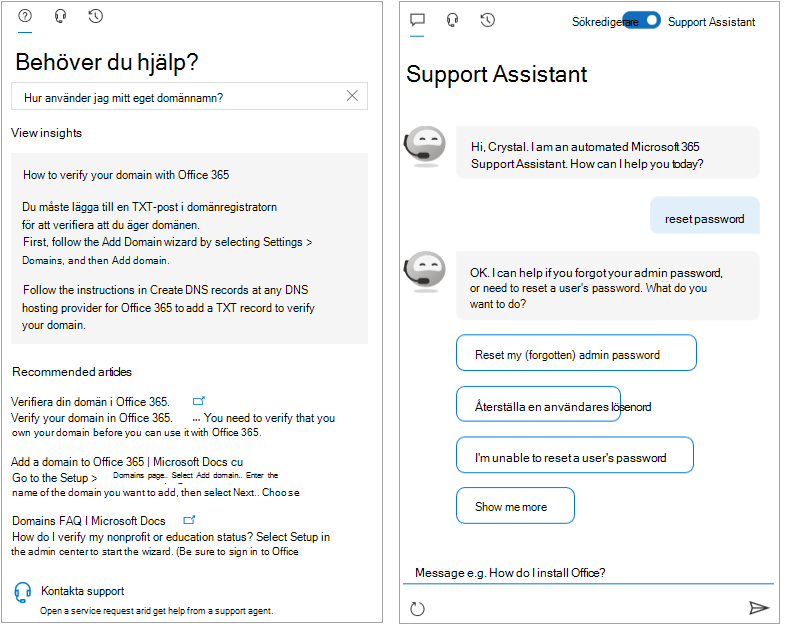 Behöver du hjälp?
Hur använder jag mitt eget domännamn?
View insights
How to verify your domain with Office 365
Du måste lägga till en TXT-post i domänregistratorn
för att verifiera att du äger domänen.
First, follow the Add Domain wizard by selecting Settings >
Domains, and then Add domain.
Follow the instructions in Create DNS records at any DNS
hosting provider for Office 365 to add a TXT record to verify
your domain.
Recommended articles
Verifiera din domän i Office 365.
Verify your domain in Office 365. ... You need to verify that you
own your domain before you can use it with Office 365.
Add a domain to Office 365 | Microsoft Docs cu
Go to the Setup > Domains page.. Select Add domain.. Enter the
name of the domain you want to add, then select Next.. Choose
Domains FAQ | Microsoft Docs
How do I verify my nonprofit or education status? Select Setup in
the admin center to start the wizard. (Be sure to sign in to Office
Kontakta support
Open a service request arid get help from a support agent.
Sökredigerare Support Assistant
Support Assistant
Hi, Crystal. I am an automated Microsoft 365
Support Assistant. How can I help you today?
reset password
OK. I can help if you forgot your admin password,
or need to reset a user's password. What do you
want to do?
Reset my (forgotten) admin password
Återställa en användares lösenord
I'm unable to reset a user's password
Show me more
Message e.g. How do I install Office?